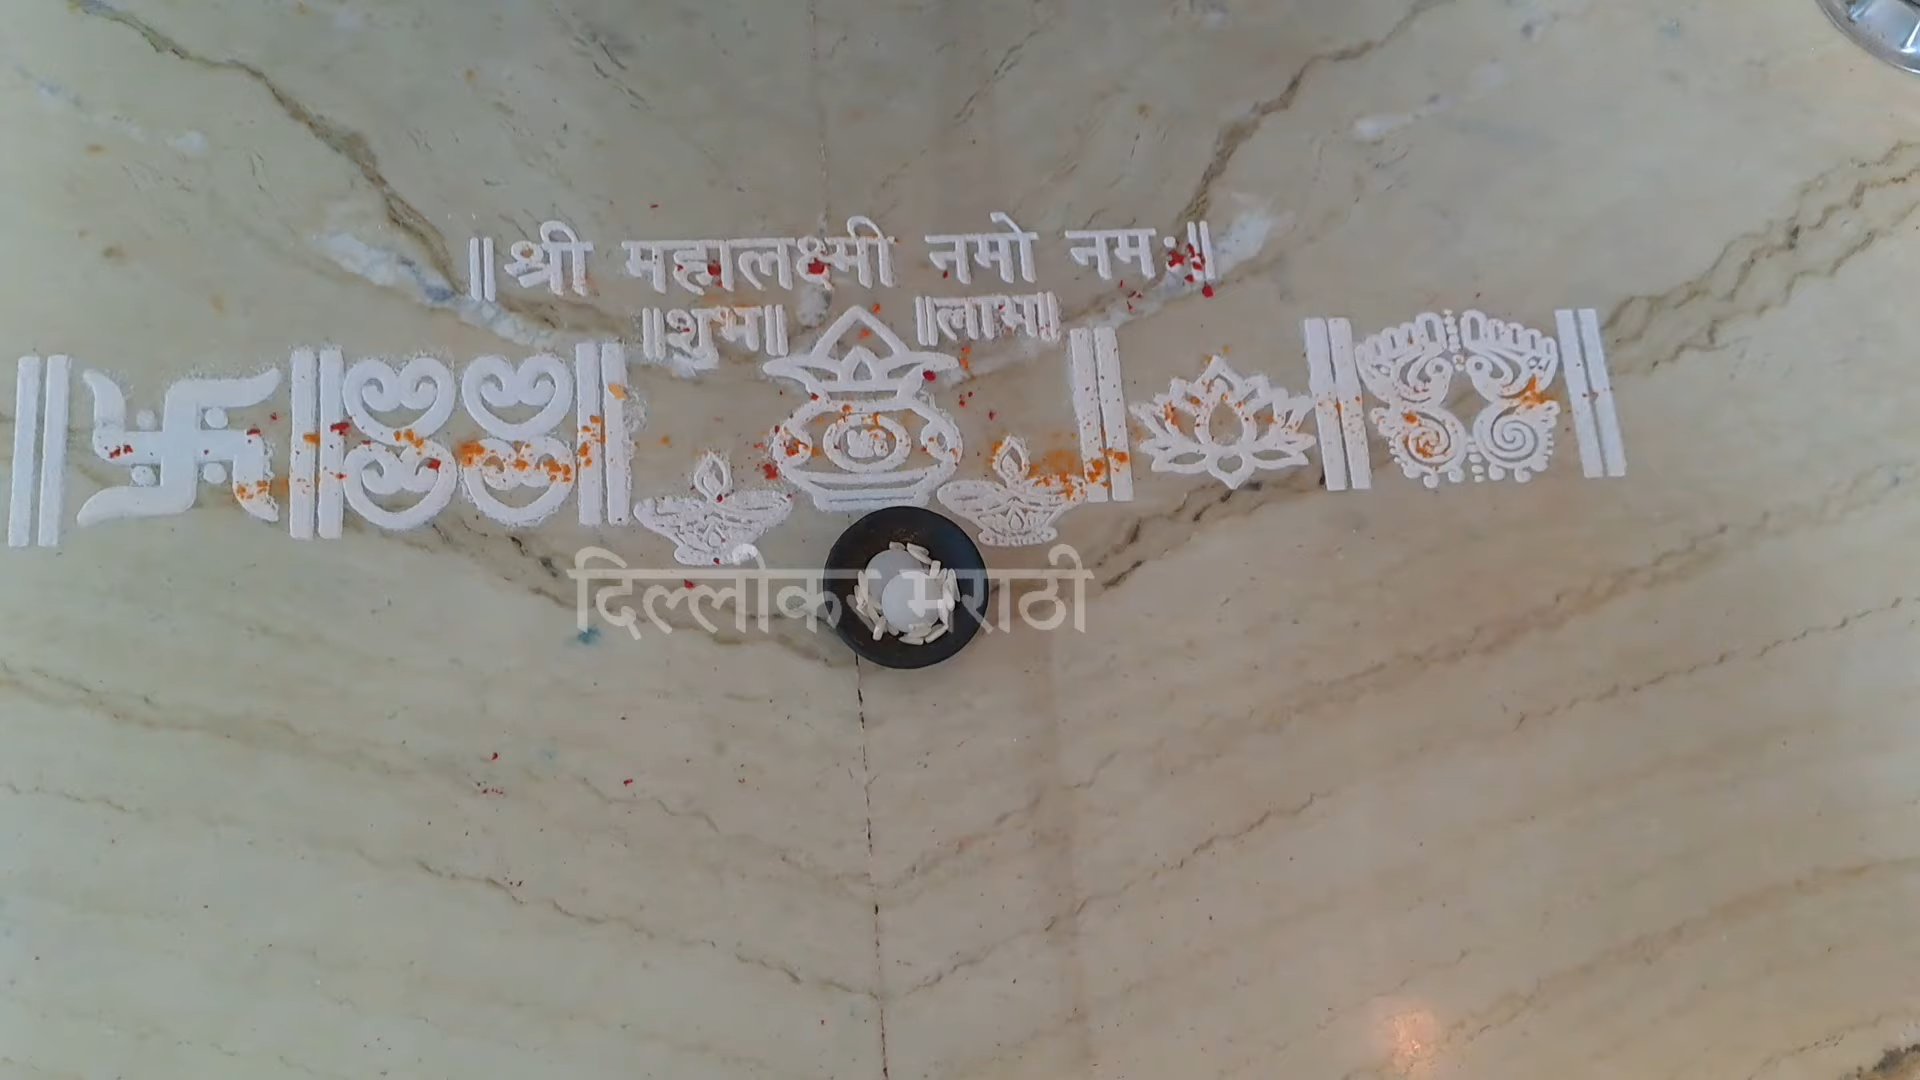 ॥श्री महालक्ष्मी नमो नमः॥
॥शुभ॥ ॥लाभ॥
दिल्लीकर मराठी